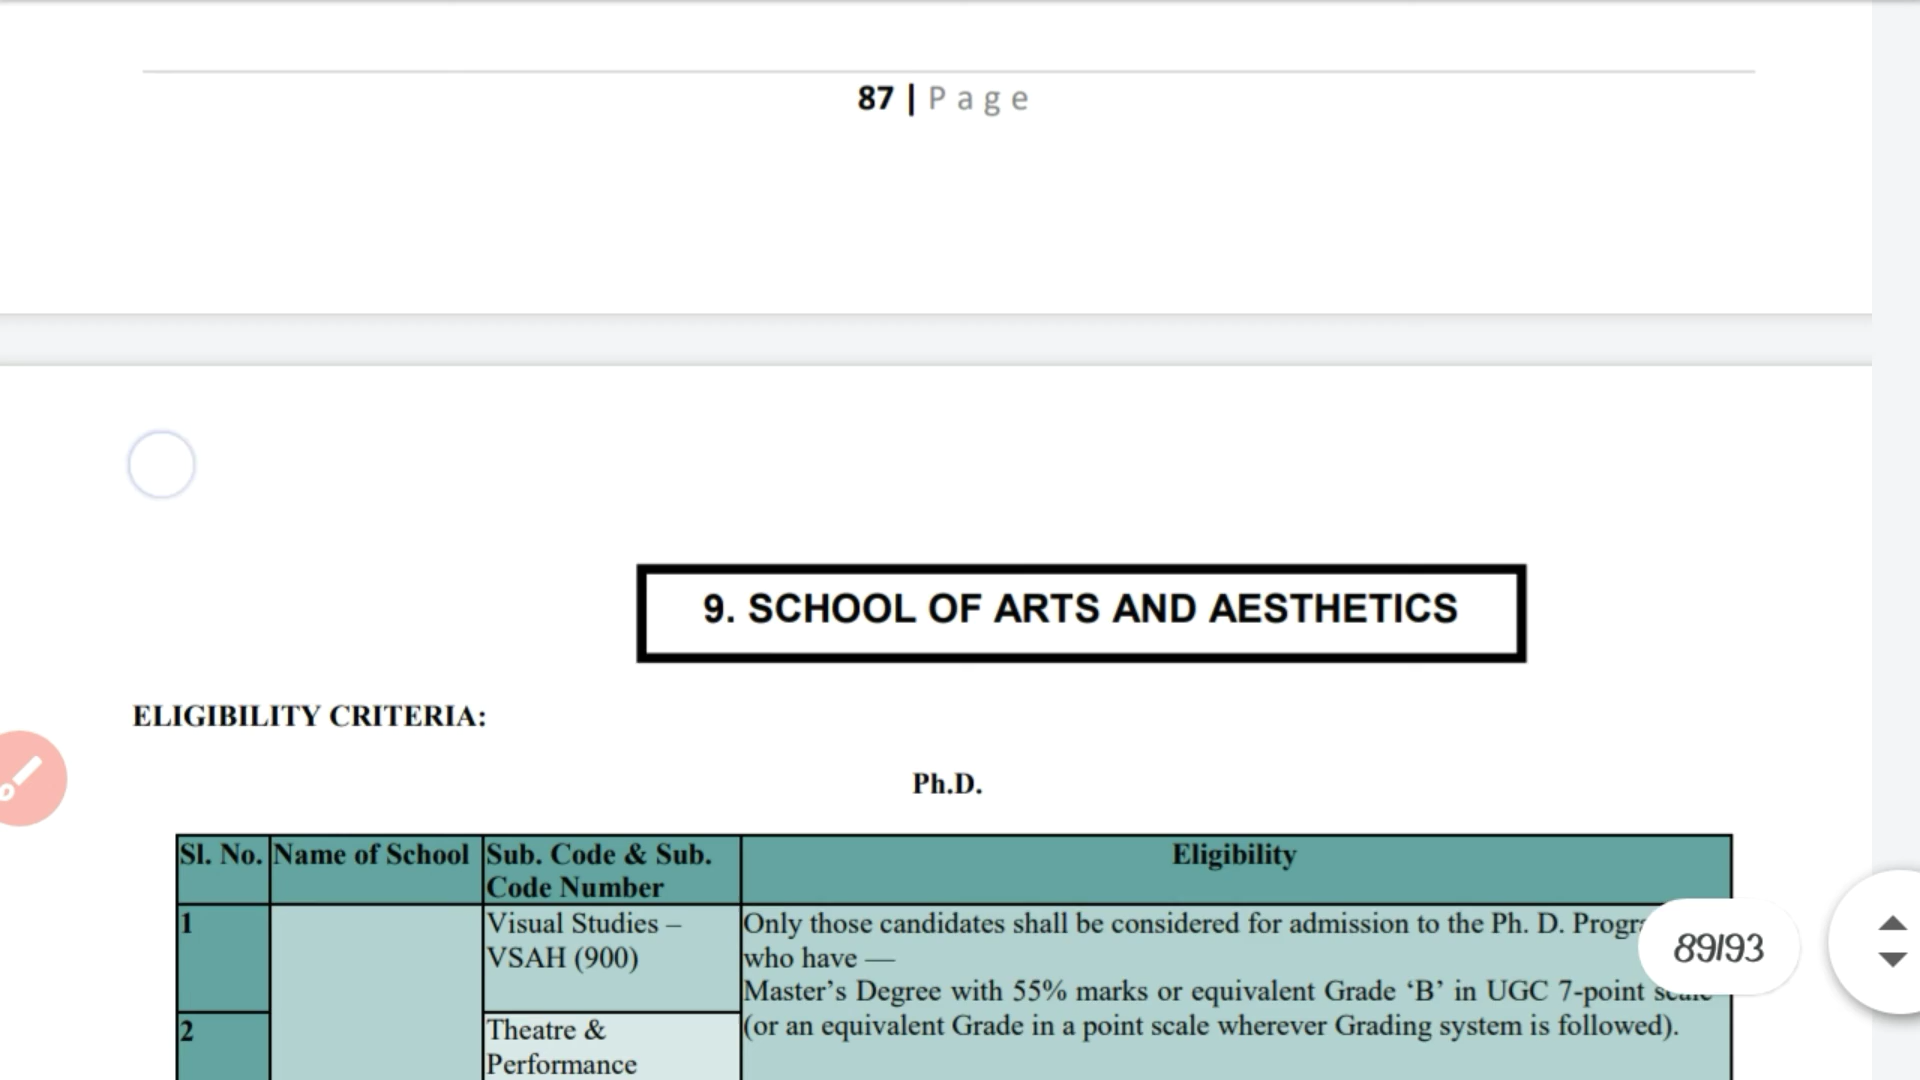 87 | Page
9. SCHOOL OF ARTS AND AESTHETICS
ELIGIBILITY CRITERIA:
Ph.D.
Sl. No. Name of School Sub. Code & Sub. Code Number Eligibility
1 Visual Studies –
VSAH (900)
Only those candidates shall be considered for admission to the Ph. D.
who have —
Master’s Degree with 55% marks or equivalent Grade ‘B’ in UGC 7-point scale
(or an equivalent Grade in a point scale wherever Grading system is followed).
2 Theatre &
Performance
89/93